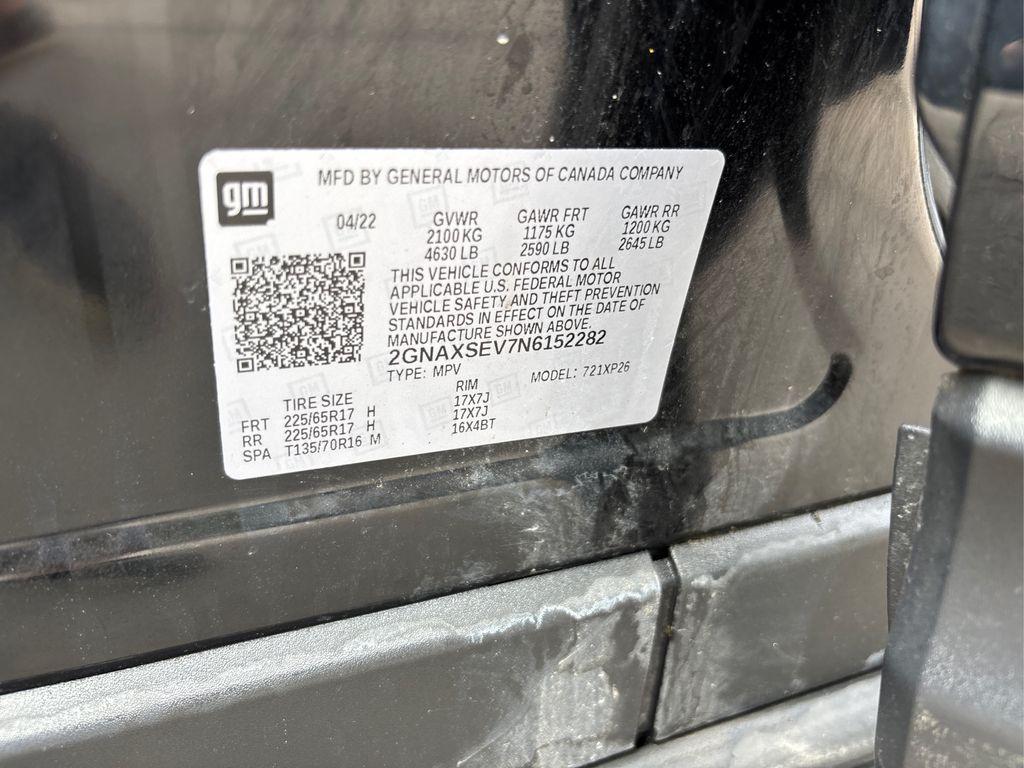 gm
MFD BY GENERAL MOTORS OF CANADA COMPANY
04/22 GVWR GAWR FRT GAWR RR
2100 KG 1175 KG 1200 KG
4630 LB 2590 LB 2645 LB
THIS VEHICLE CONFORMS TO ALL
APPLICABLE U.S. FEDERAL MOTOR
VEHICLE SAFETY AND THEFT PREVENTION
STANDARDS IN EFFECT ON THE DATE OF
MANUFACTURE SHOWN ABOVE.
2GNAXSEV7N6152282
TYPE: MPV MODEL: 721XP26
TIRE SIZE RIM
FRT 225/65R17 H 17X7J
RR 225/65R17 H 17X7J
SPA T135/70R16 M 16X4BT